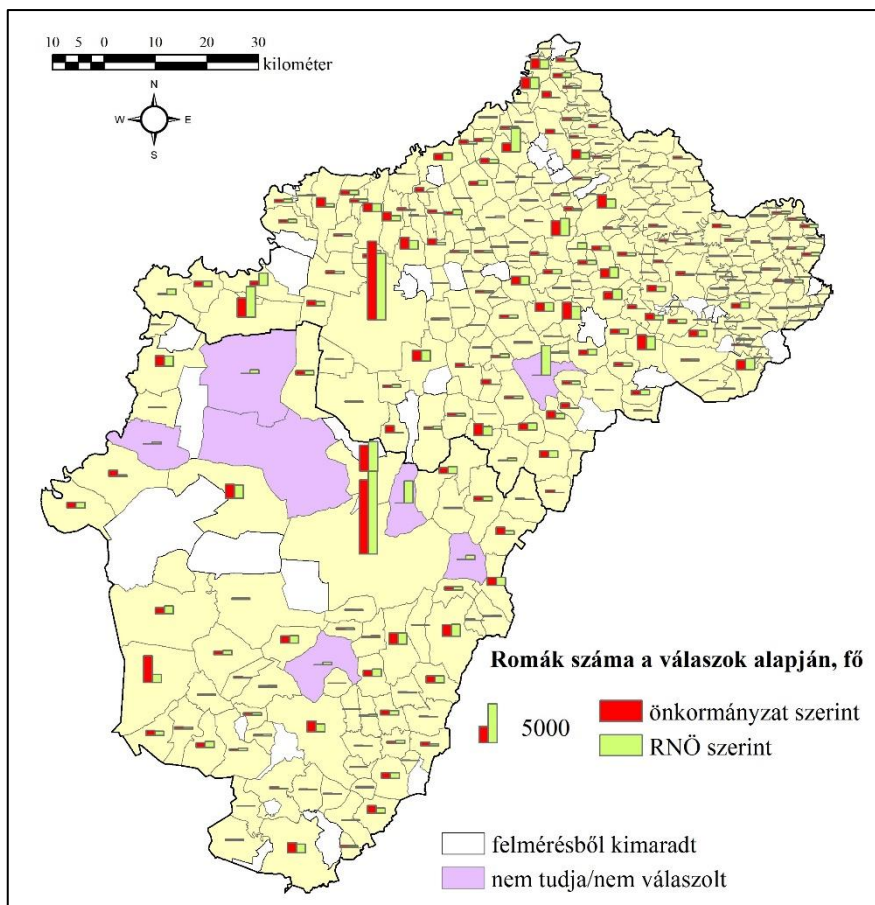 10 5 0 10 20 30
kilométer
N
W E
S
Romák száma a válaszok alapján, fő
5000
önkormányzat szerint
RNÖ szerint
felmérésből kimaradt
nem tudja/nem válaszolt